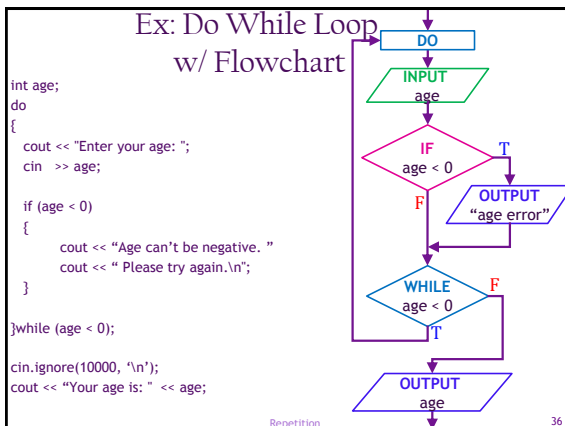 Ex: Do While Loop
w/ Flowchart
int age;
do
{
cout << "Enter your age: ";
cin >> age;
if (age < 0)
{
cout << “Age can’t be negative. ”
cout << “ Please try again.\n";
}
}while (age < 0);
cin.ignore(10000, ‘\n’);
cout << “Your age is: " << age;
DO
INPUT
age
IF
age < 0
T
F
OUTPUT
“age error”
WHILE
age < 0
F
T
OUTPUT
age
Repetition
36